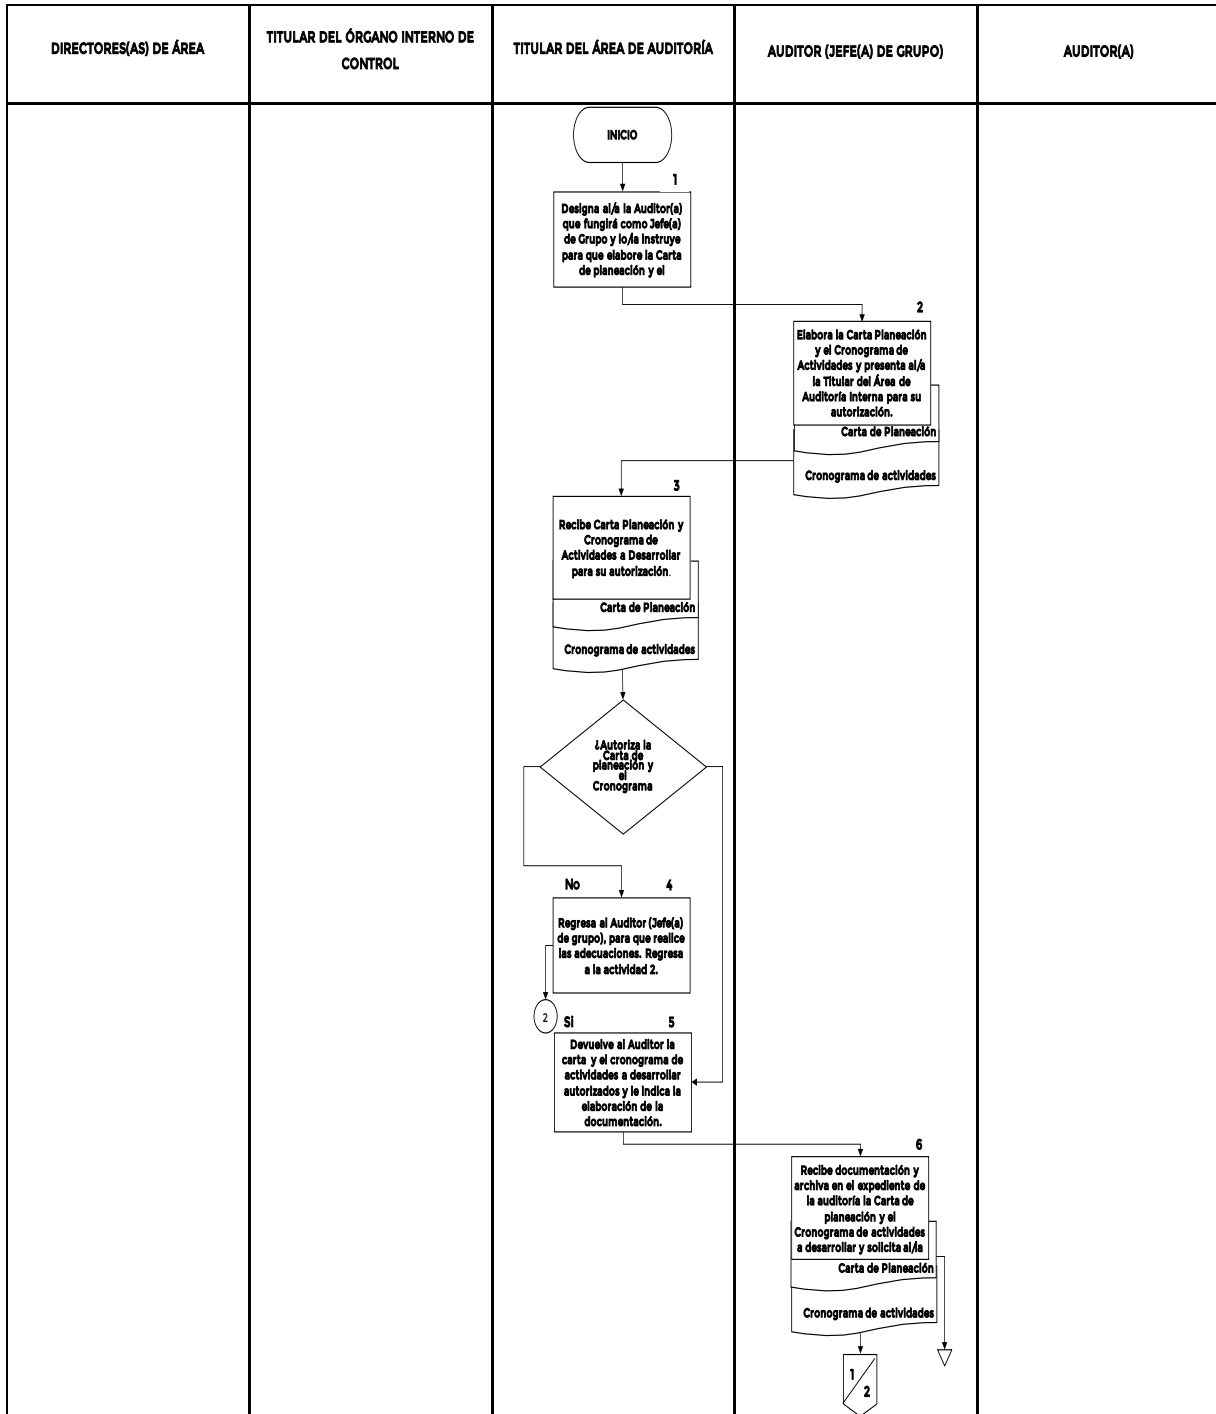 DIRECTORES(AS) DE ÁREA
TITULAR DEL ÓRGANO INTERNO DE
CONTROL
TITULAR DEL ÁREA DE AUDITORÍA
AUDITOR (JEFE(A) DE GRUPO)
AUDITOR(A)
INICIO
1
Designa al/a la Auditor(a)
que fungirá como Jefe(a)
de Grupo y lo/la instruye
para que elabore la Carta
de planeación y el
2
Elabora la Carta Planeación
y el Cronograma de
Actividades y presenta al/a
la Titular del Área de
Auditoría Interna para su
autorización.
Carta de Planeación
Cronograma de actividades
3
Recibe Carta Planeación y
Cronograma de
Actividades a Desarrollar
para su autorización.
Carta de Planeación
Cronograma de actividades
¿Autoriza la
Carta de
planeación y
el
Cronograma
No
4
Regresa al Auditor (Jefe(a)
de grupo), para que realice
las adecuaciones. Regresa
a la actividad 2.
2
Si
5
Devuelve al Auditor la
carta y el cronograma de
actividades a desarrollar
autorizados y le indica la
elaboración de la
documentación.
6
Recibe documentación y
archiva en el expediente de
la auditoría la Carta de
planeación y el
Cronograma de actividades
a desarrollar y solicita al/la
Carta de Planeación
Cronograma de actividades
1
2